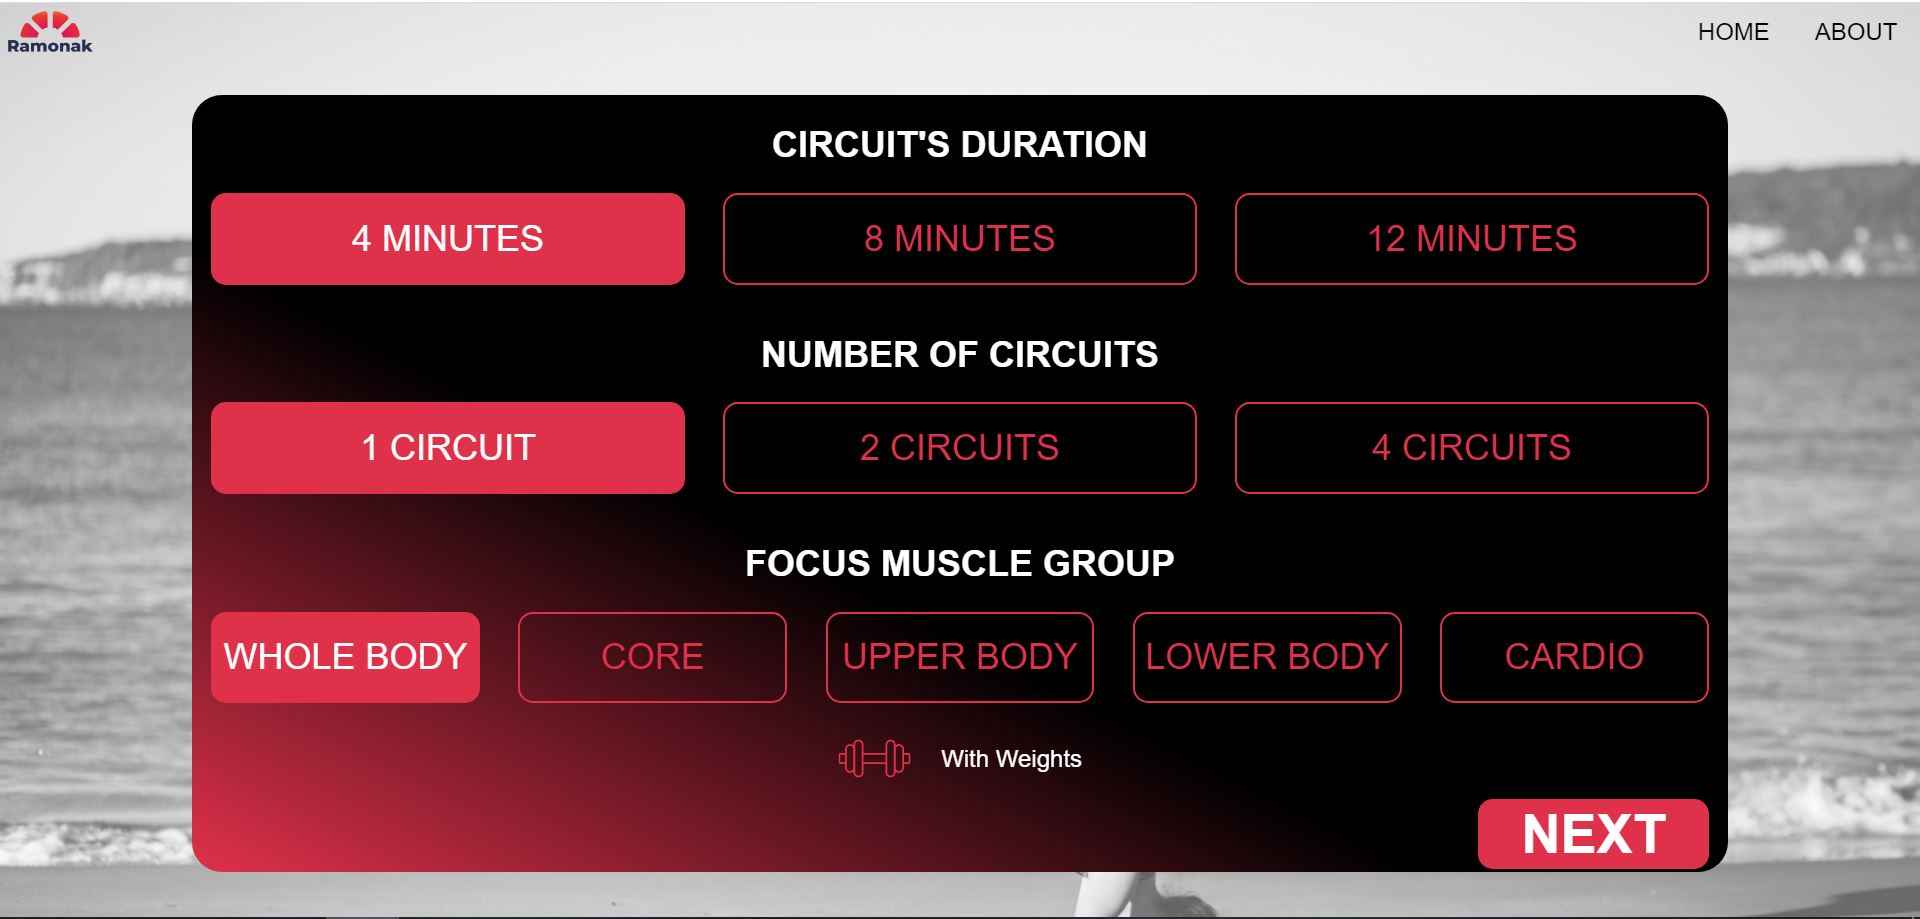 Ramonak
HOME ABOUT
CIRCUIT'S DURATION
4 MINUTES 8 MINUTES 12 MINUTES
NUMBER OF CIRCUITS
1 CIRCUIT 2 CIRCUITS 4 CIRCUITS
FOCUS MUSCLE GROUP
WHOLE BODY CORE UPPER BODY LOWER BODY CARDIO
With Weights
NEXT